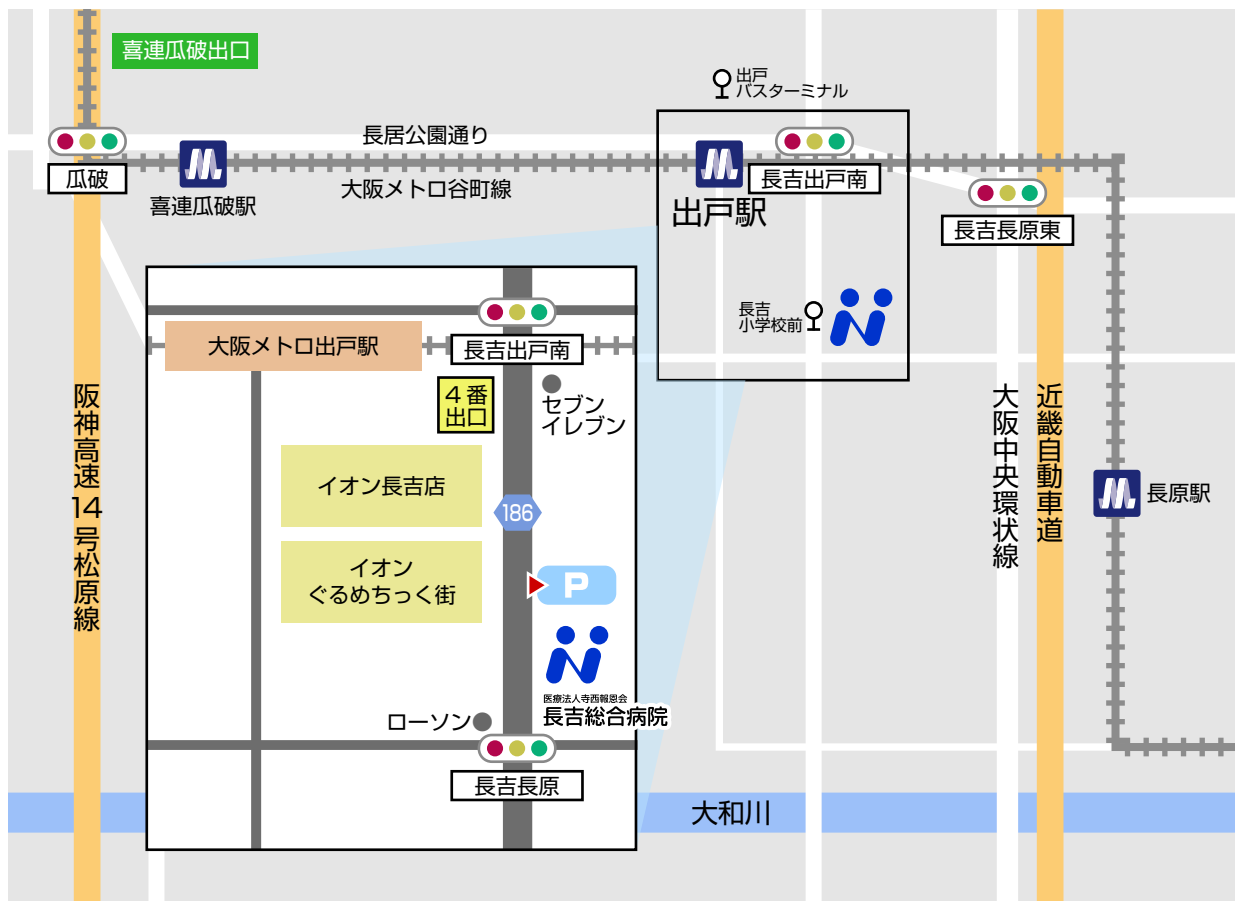 喜連瓜破出口
出戸
バスターミナル
長居公園通り
瓜破
喜連瓜破駅
大阪メトロ谷町線
長吉出戸南
出戸駅
長吉長原東
長吉
小学校前
大阪メトロ出戸駅
長吉出戸南
4番
出口
セブン
イレブン
阪神高速14号松原線
大阪中央環状線
近畿自動車道
イオン長吉店
186
長原駅
イオン
ぐるめちっく街
P
医療法人寺西報恩会
長吉総合病院
ローソン
長吉長原
大和川